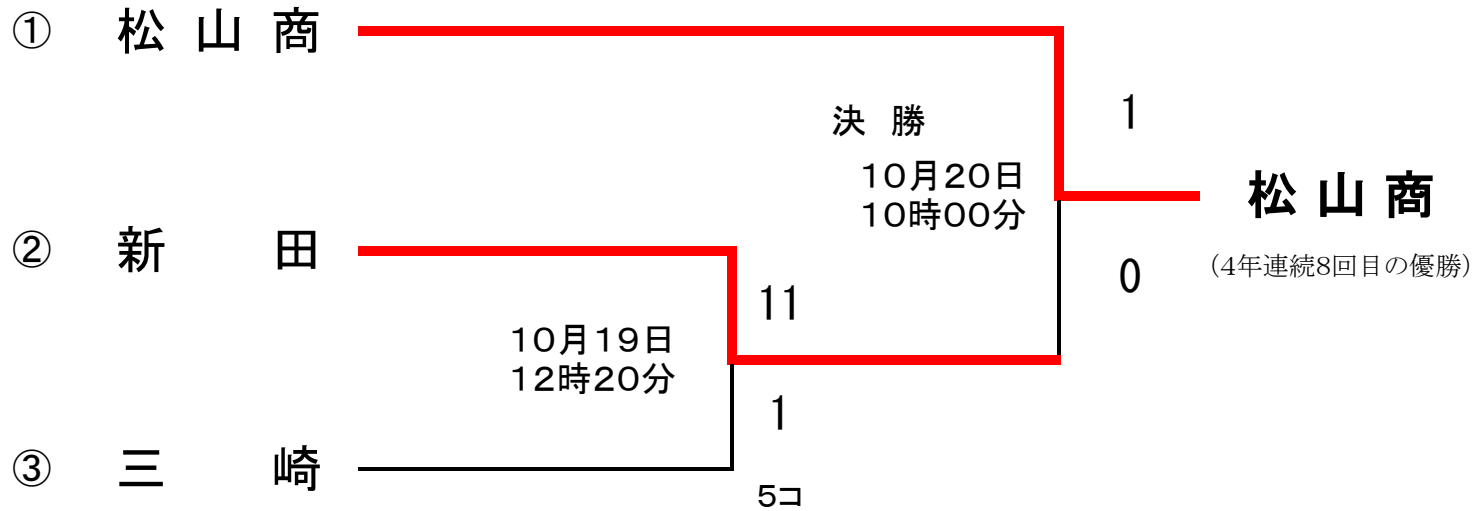 ① 松山商
決勝
10月20日
10時00分
1
松山商
0
(4年連続8回目の優勝)
② 新田
11
10月19日
12時20分
1
③ 三崎
5コ